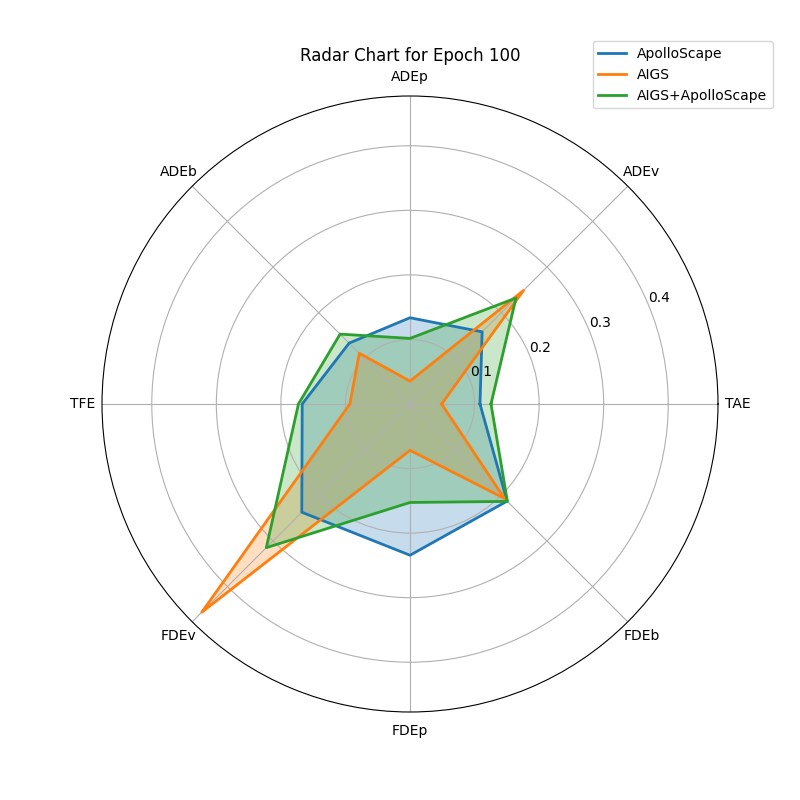 Radar Chart for Epoch 100
ApolloScape
AIGS
AIGS+ApolloScape
ADEp
ADEb
ADEv
0.4
0.3
0.2
0.1
TFE
TAE
FDEv
FDEb
FDEp